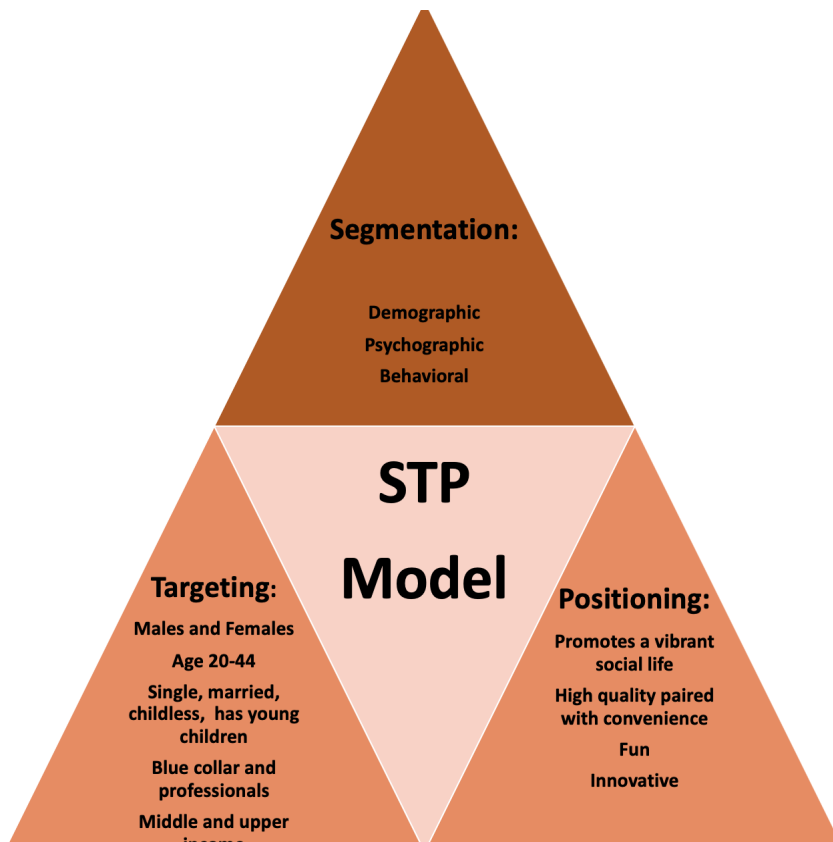 Segmentation:
Demographic
Psychographic
Behavioral
STP
Model
Targeting:
Males and Females
Age 20-44
Single, married,
childless, has young
children
Blue collar and
professionals
Middle and upper
Positioning:
Promotes a vibrant
social life
High quality paired
with convenience
Fun
Innovative